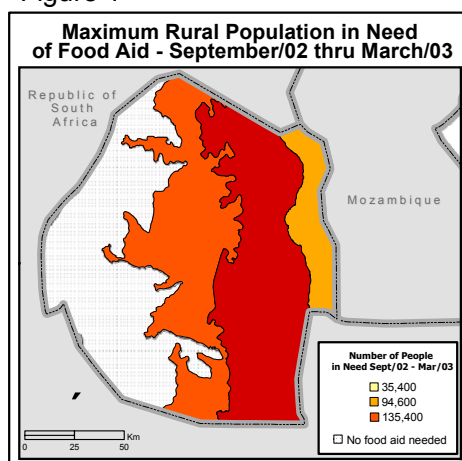 Maximum Rural Population in Need
of Food Aid - September/02 thru March/03
Republic of
South
Africa
Mozambique
Number of People
in Need Sept/02 - Mar/03
35,400
94,600
135,400
No food aid needed
0 25 50 Km